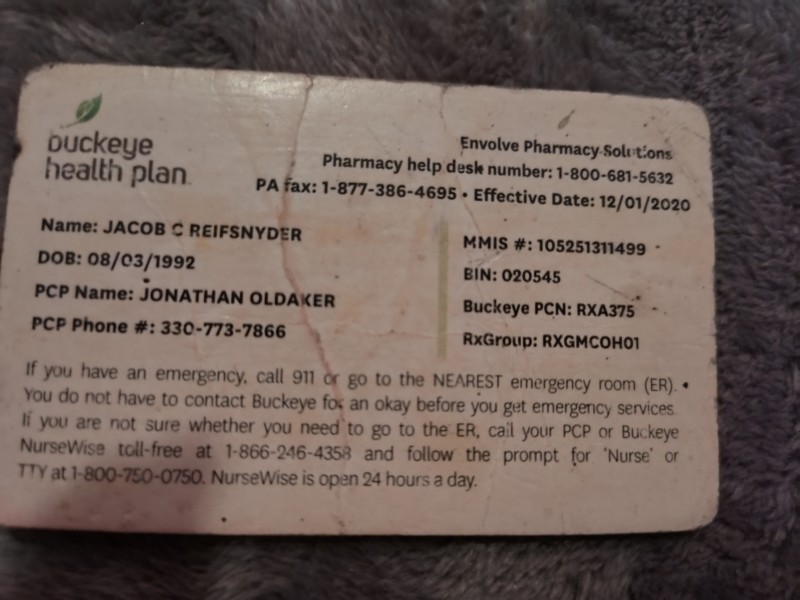 buckeye
health plan
Envolve Pharmacy Solutions
Pharmacy help desk number: 1-800-681-5632
PA fax: 1-877-386-4695 • Effective Date: 12/01/2020
Name: JACOB C REIFSNYDER
DOB: 08/03/1992
PCP Name: JONATHAN OLDAKER
PCP Phone #: 330-773-7866
MMIS #: 105251311499
BIN: 020545
Buckeye PCN: RXA375
RxGroup: RXGMCOH01
If you have an emergency, call 911 or go to the NEAREST emergency room (ER).
You do not have to contact Buckeye for an okay before you get emergency services.
If you are not sure whether you need to go to the ER, call your PCP or Buckeye
NurseWise toll-free at 1-866-246-4358 and follow the prompt for 'Nurse' or
TTY at 1-800-750-0750. NurseWise is open 24 hours a day.